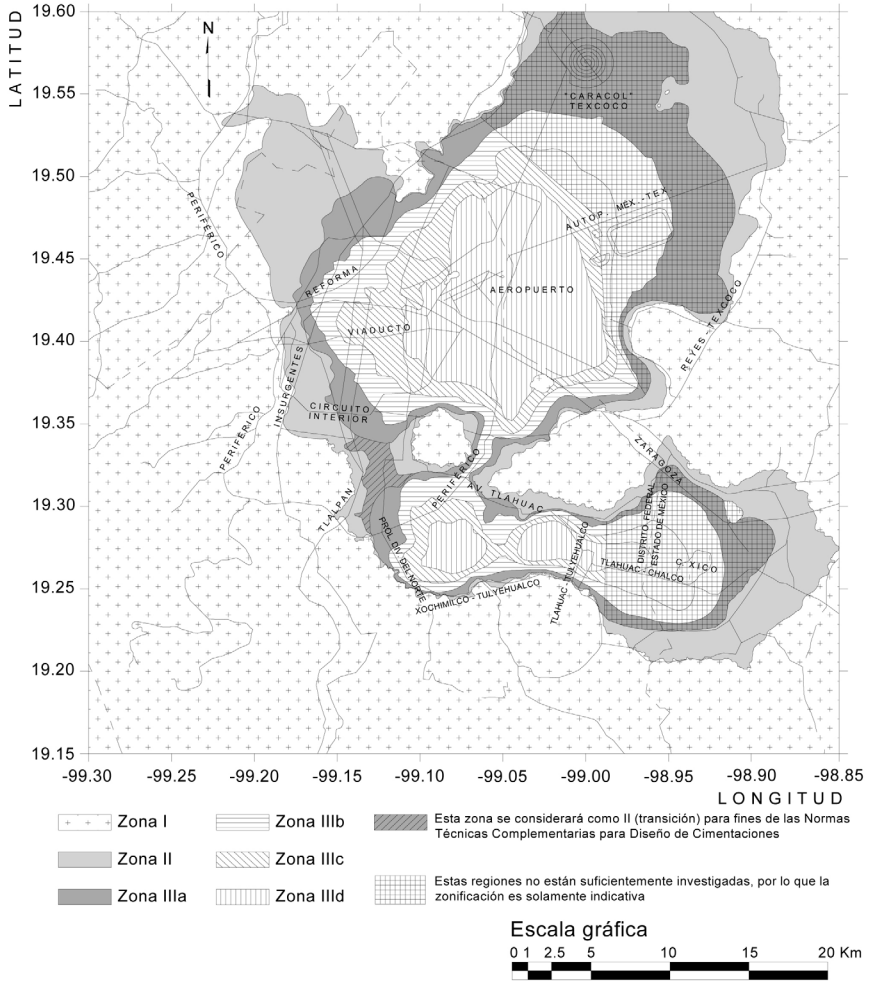 LATITUD
19.60
19.55
19.50
19.45
19.40
19.35
19.30
19.25
19.20
19.15
N
"CARACOL"
TEXCOCO
PERIFÉRICO
AUTOP. MÉX.-TEX.
REFORMA
AEROPUERTO
VIADUCTO
REYES - TEXCOCO
INSURGENTES
CIRCUITO
INTERIOR
PERIFÉRICO
ZARAGOZA
PERIFÉRICO
AV. TLAHUAC
TLALPAN
DISTRITO FEDERAL
ESTADO DE MÉXICO
PROL. DIV. DEL NORTE
C. XICO
TLAHUAC - CHALCO
TLAHUAC - TULYEHUALCO
XOCHIMILCO - TULYEHUALCO
-99.30 -99.25 -99.20 -99.15 -99.10 -99.05 -99.00 -98.95 -98.90 -98.85
LONGITUD
Zona I
Zona II
Zona IIIa
Zona IIIb
Zona IIIc
Zona IIId
Esta zona se considerará como II (transición) para fines de las Normas
Técnicas Complementarias para Diseño de Cimentaciones
Estas regiones no están suficientemente investigadas, por lo que la
zonificación es solamente indicativa
Escala gráfica
0 1 2.5 5 10 15 20 Km